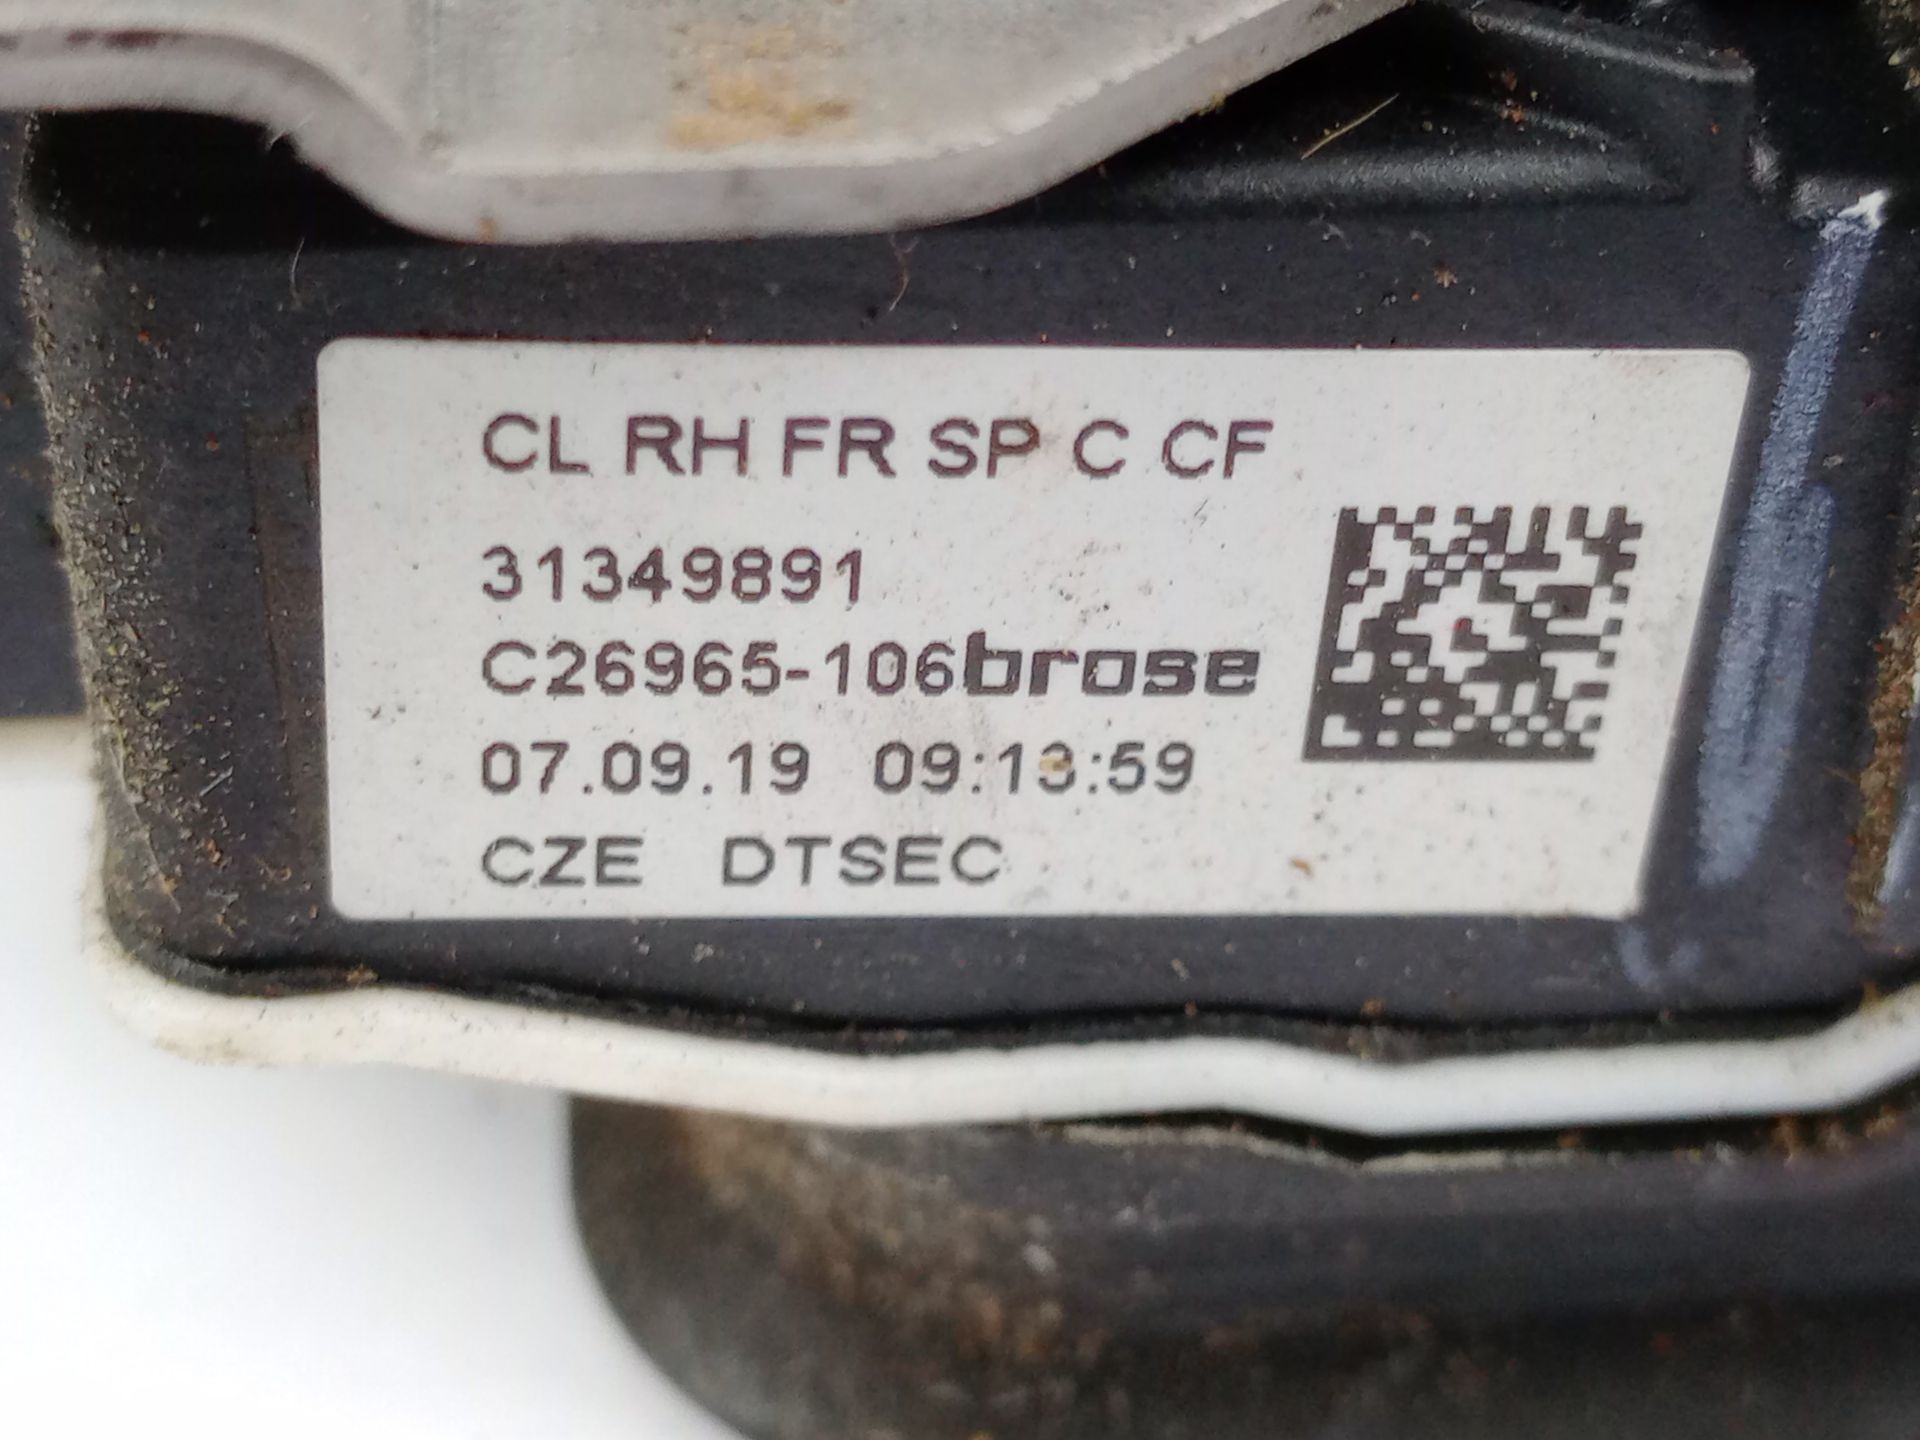 CL RH FR SP C CF
31349891
C26965-106brose
07.09.19 09:13:59
CZE DTSEC